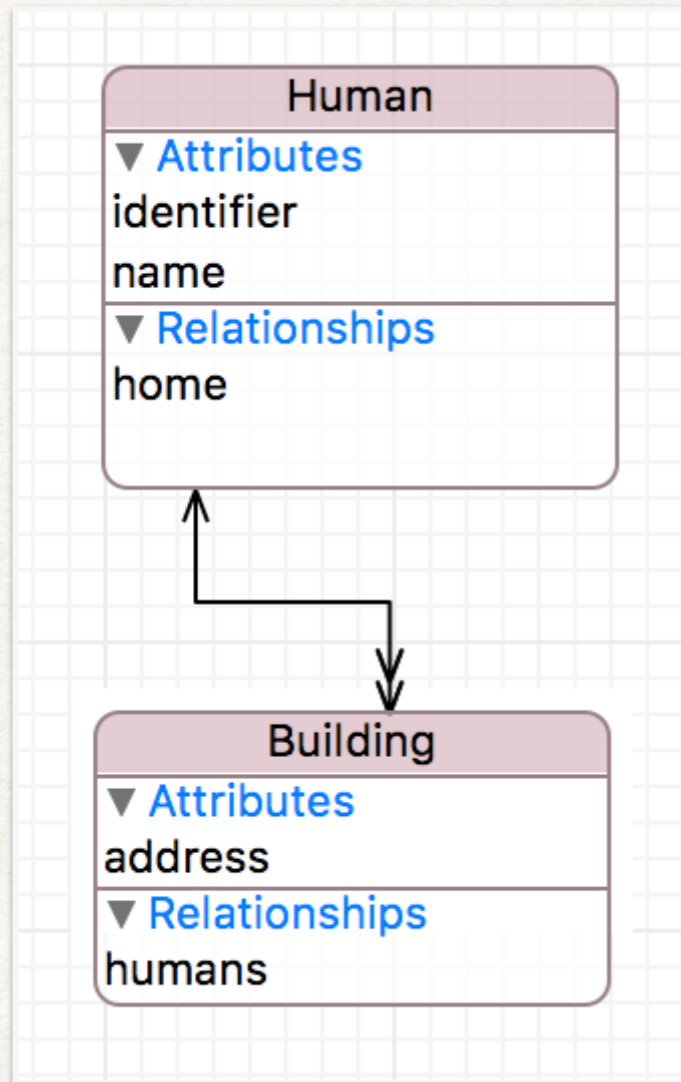 Human
Attributes
identifier
name
Relationships
home
Building
Attributes
address
Relationships
humans